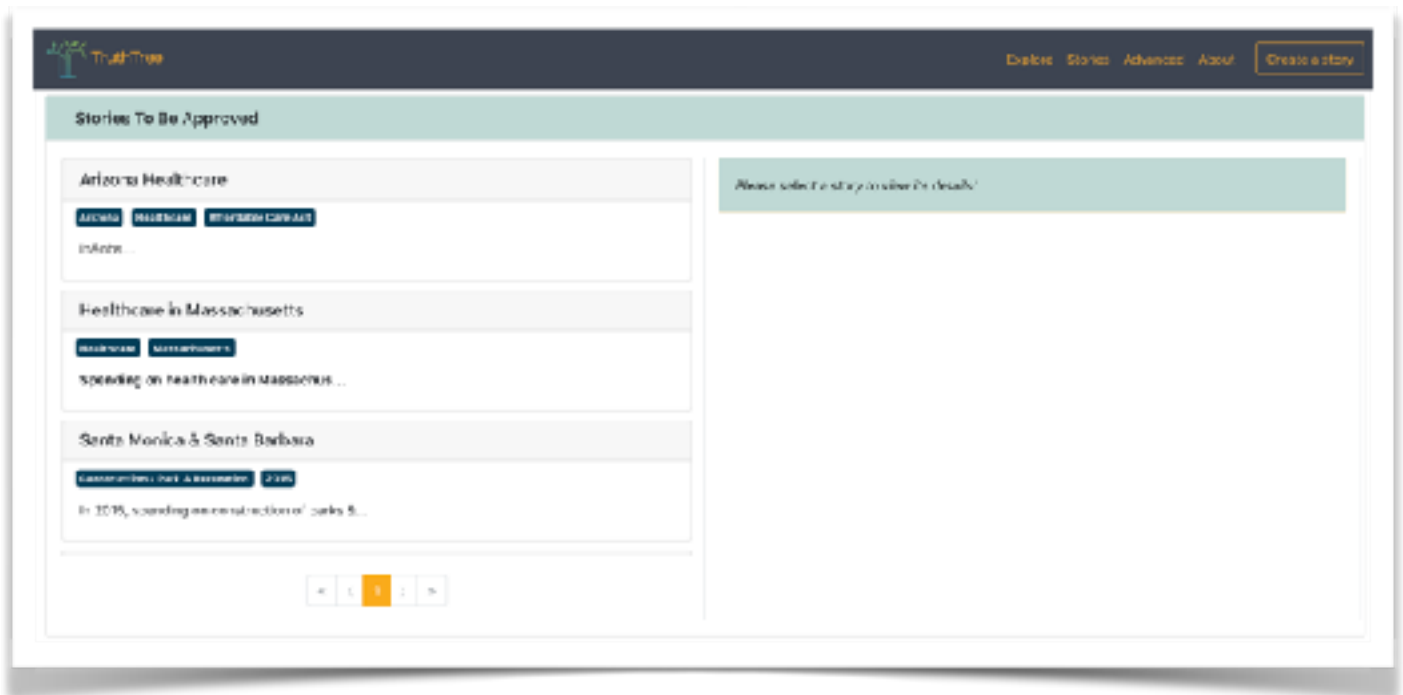 TruthTree
Explore Stories Advanced About Create a story
Stories To Be Approved
Arizona Healthcare
Arizona Healthcare Affordable Care Act
Healthcare in Massachusetts
Healthcare Massachusetts
Spending on health care in Massachus...
Santa Monica & Santa Barbara
In 2016, spending on construction of parks &...
Please select a story to view its details!